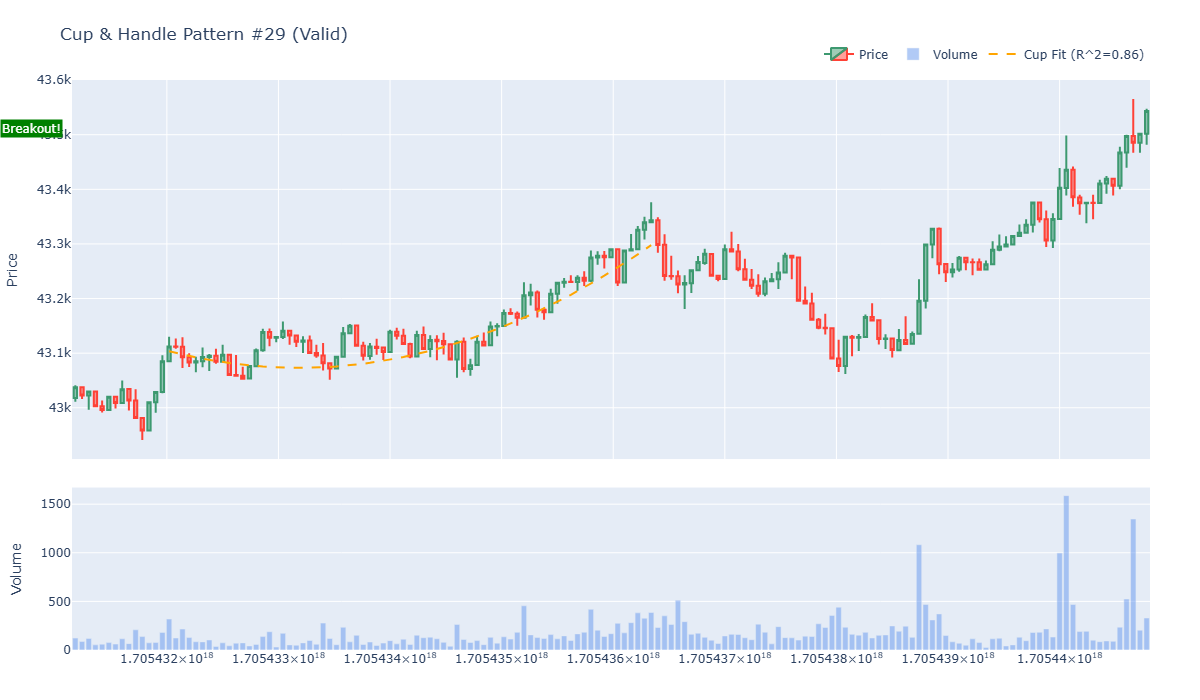 Cup & Handle Pattern #29 (Valid)
Price
Volume
Cup Fit (R^2=0.86)
43.6k
Breakout!
43.4k
43.3k
43.2k
43.1k
43k
Price
1500
1000
500
0
Volume
1.705432×10¹⁸
1.705433×10¹⁸
1.705434×10¹⁸
1.705435×10¹⁸
1.705436×10¹⁸
1.705437×10¹⁸
1.705438×10¹⁸
1.705439×10¹⁸
1.70544×10¹⁸